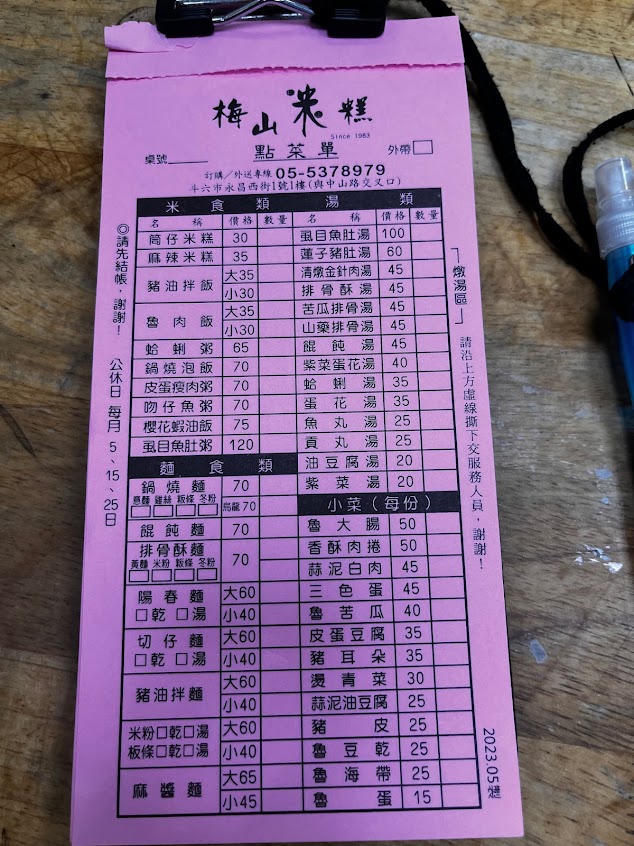 梅山米糕
Since 1983
桌號 點菜單 外帶
訂購/外送專線 05-5378979
斗六市永昌西街1號1樓(與中山路交叉口)
米食類
名稱 價格 數量
筒仔米糕 30
麻辣米糕 35
豬油拌飯 大35
小30
魯肉飯 大35
小30
蛤蜊粥 65
鍋燒泡飯 70
皮蛋瘦肉粥 70
吻仔魚粥 70
櫻花蝦油飯 75
虱目魚肚粥 120
麵食類
鍋燒麵 70
意麵 雞絲 粄條 冬粉 烏龍70
餛飩麵 70
排骨酥麵 70
黃麵 米粉 粄條 冬粉
陽春麵 大60
□乾 □湯 小40
切仔麵 大60
□乾 □湯 小40
豬油拌麵 大60
小40
米粉□乾□湯 大60
板條□乾□湯 小40
麻醬麵 大65
小45
湯類
名稱 價格 數量
虱目魚肚湯 100
蓮子豬肚湯 60
清燉金針肉湯 45
排骨酥湯 45
苦瓜排骨湯 45
山藥排骨湯 45
餛飩湯 45
紫菜蛋花湯 40
蛤蜊湯 35
蛋花湯 35
魚丸湯 25
貢丸湯 25
油豆腐湯 20
紫菜湯 20
小菜(每份)
魯大腸 50
香酥肉捲 50
蒜泥白肉 45
三色蛋 45
魯苦瓜 40
皮蛋豆腐 35
豬耳朵 35
燙青菜 30
蒜泥油豆腐 25
豬皮 25
魯豆乾 25
魯海帶 25
魯蛋 15
◎請先結帳,謝謝! 公休日 每月 5、15、25日
燉湯區
請沿上方虛線撕下交服務人員,謝謝!
2023.05